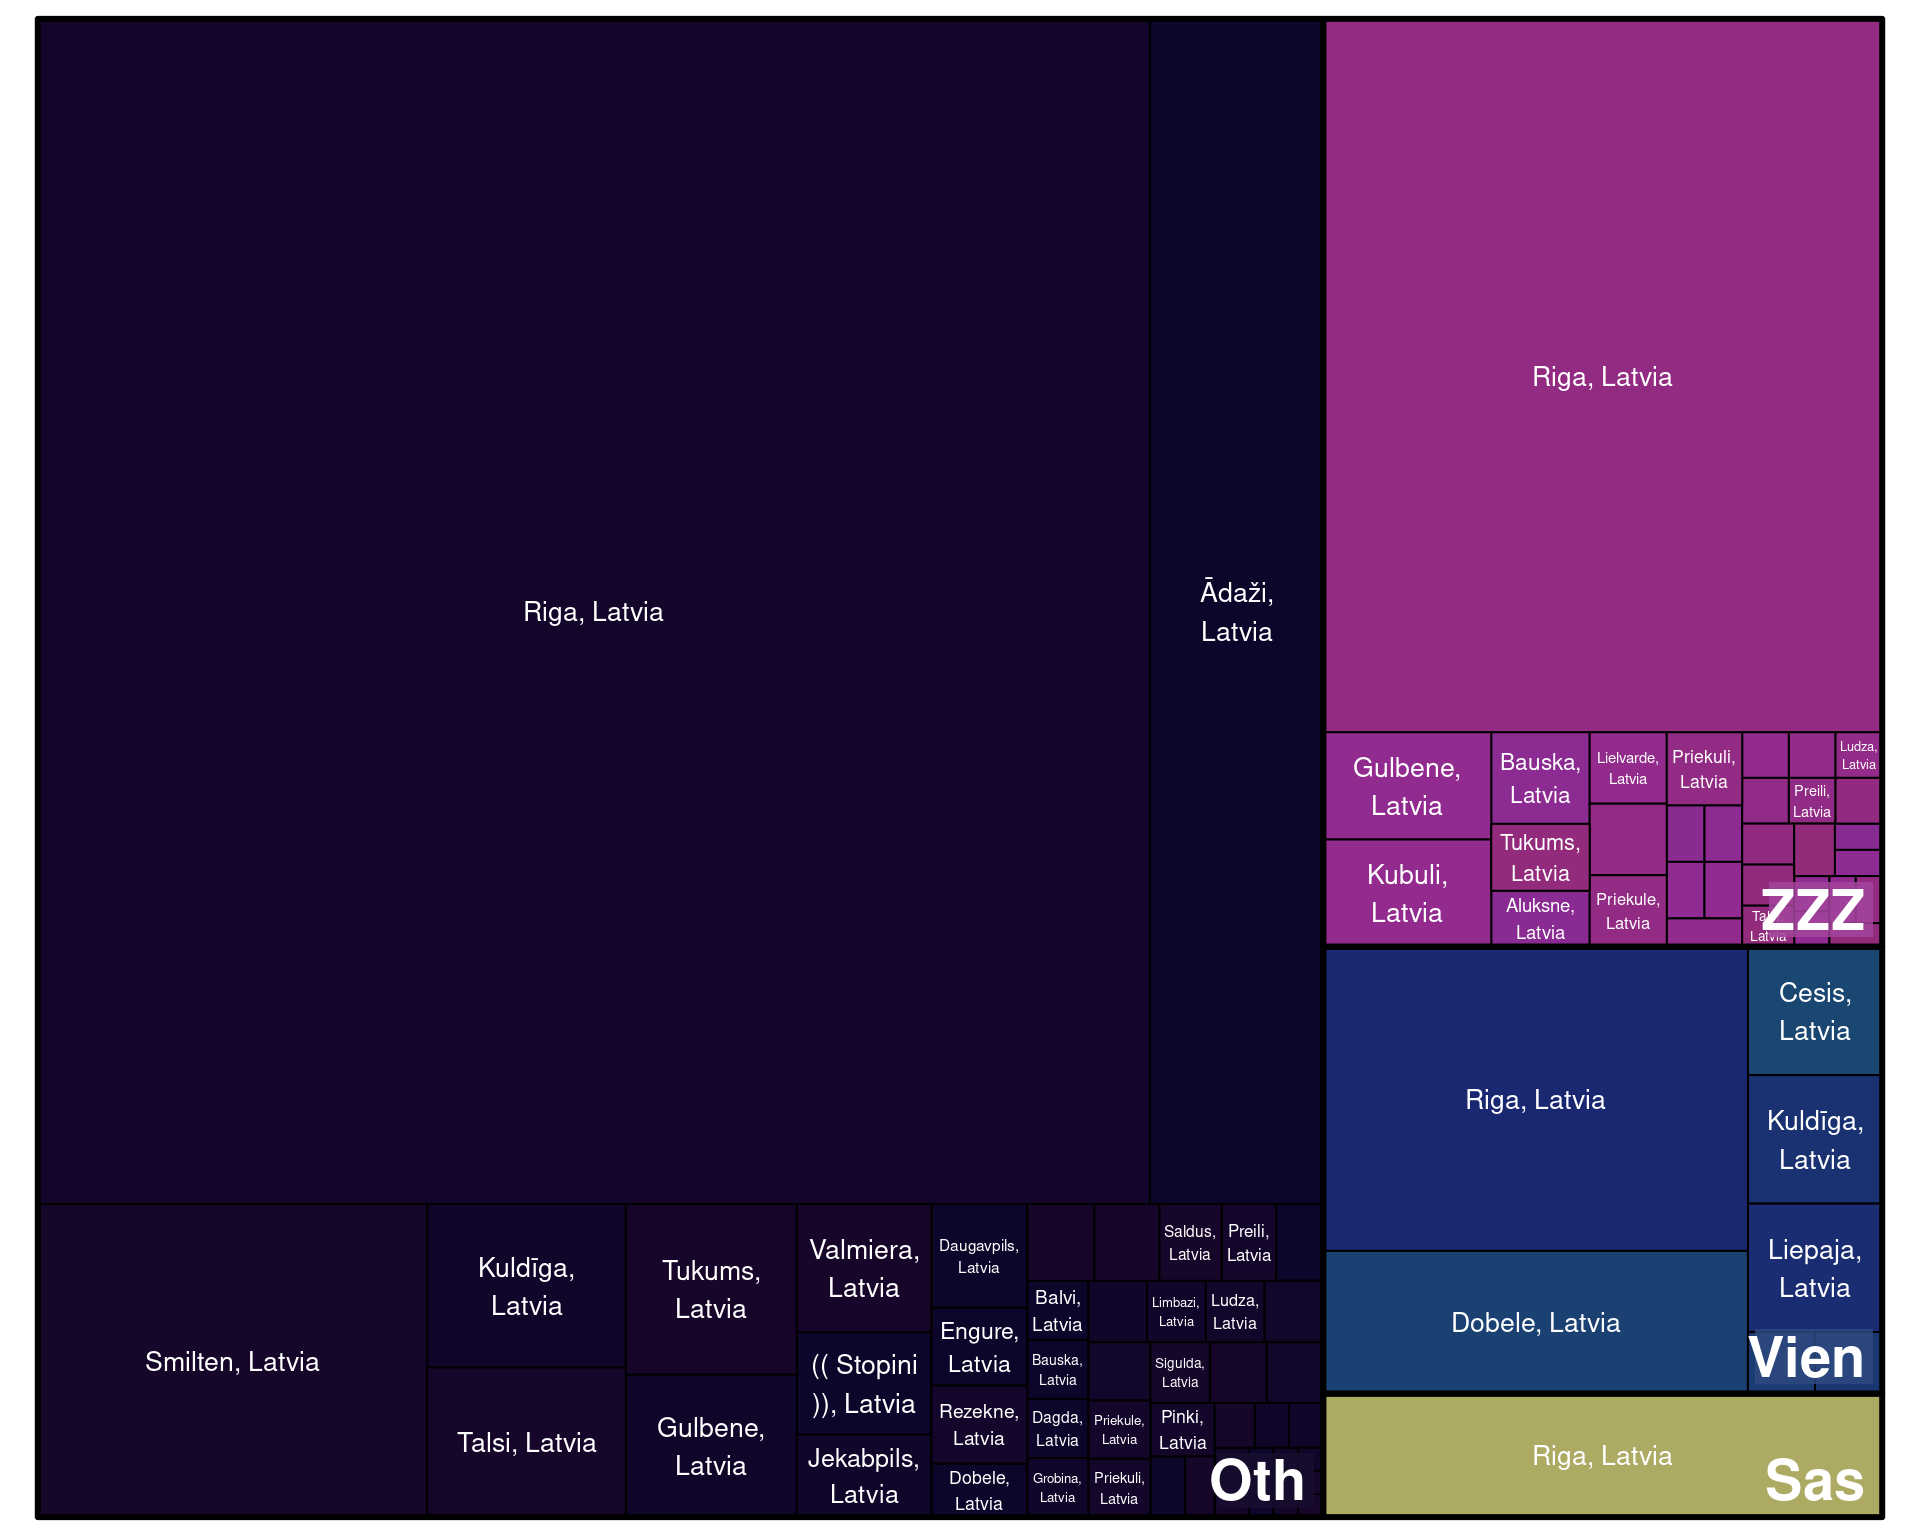 Riga, Latvia
Ādaži,
Latvia
Smilten, Latvia
Kuldīga,
Latvia
Talsi, Latvia
Tukums,
Latvia
Gulbene,
Latvia
Valmiera,
Latvia
(( Stopini
)), Latvia
Jekabpils,
Latvia
Daugavpils,
Latvia
Engure,
Latvia
Rezekne,
Latvia
Dobele,
Latvia
Balvi,
Latvia
Bauska,
Latvia
Dagda,
Latvia
Grobina,
Latvia
Priekule,
Latvia
Priekuli,
Latvia
Saldus,
Latvia
Preili,
Latvia
Limbazi,
Latvia
Ludza,
Latvia
Sigulda,
Latvia
Pinki,
Latvia
Oth
Riga, Latvia
Gulbene,
Latvia
Kubuli,
Latvia
Bauska,
Latvia
Tukums,
Latvia
Aluksne,
Latvia
Lielvarde,
Latvia
Priekule,
Latvia
Priekuli,
Latvia
Ludza,
Latvia
Preili,
Latvia
Latvia
ZZZ
Riga, Latvia
Dobele, Latvia
Cesis,
Latvia
Kuldīga,
Latvia
Liepaja,
Latvia
Vien
Riga, Latvia
Sas